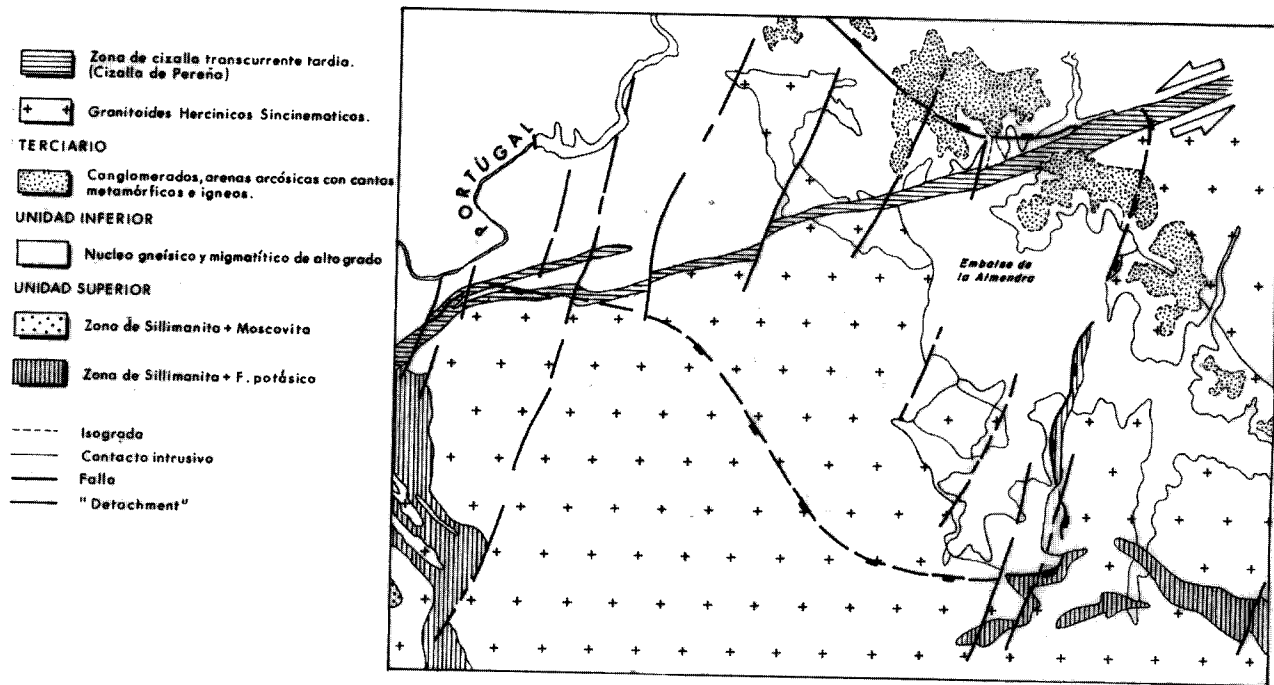 Zona de cizalla transcurrente tardia.
(Cizalla de Pereña)
Granitoides Hercinicos Sincinematicos.
TERCIARIO
Canglomerados, arenas arcósicas con cantos
metamórficos e igneos.
UNIDAD INFERIOR
Nucleo gneísico y migmatítico de alto grado
UNIDAD SUPERIOR
Zona de Sillimanita + Moscovita
Zona de Sillimanita + F. potásico
Isograda
Contacto intrusivo
Falla
"Detachment"
PORTUGAL
Embalse de
la Almendra